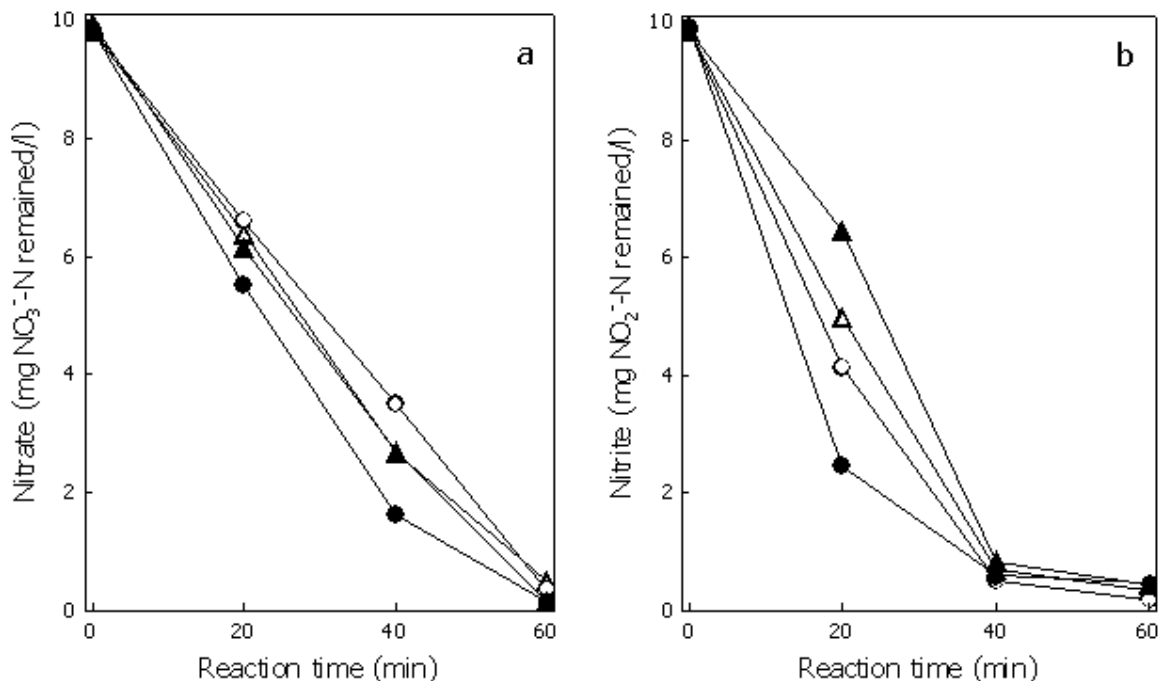 a
Nitrate (mg NO₃⁻-N remained/l)
10
8
6
4
2
0
0 20 40 60
Reaction time (min)
b
Nitrite (mg NO₂⁻-N remained/l)
10
8
6
4
2
0
0 20 40 60
Reaction time (min)